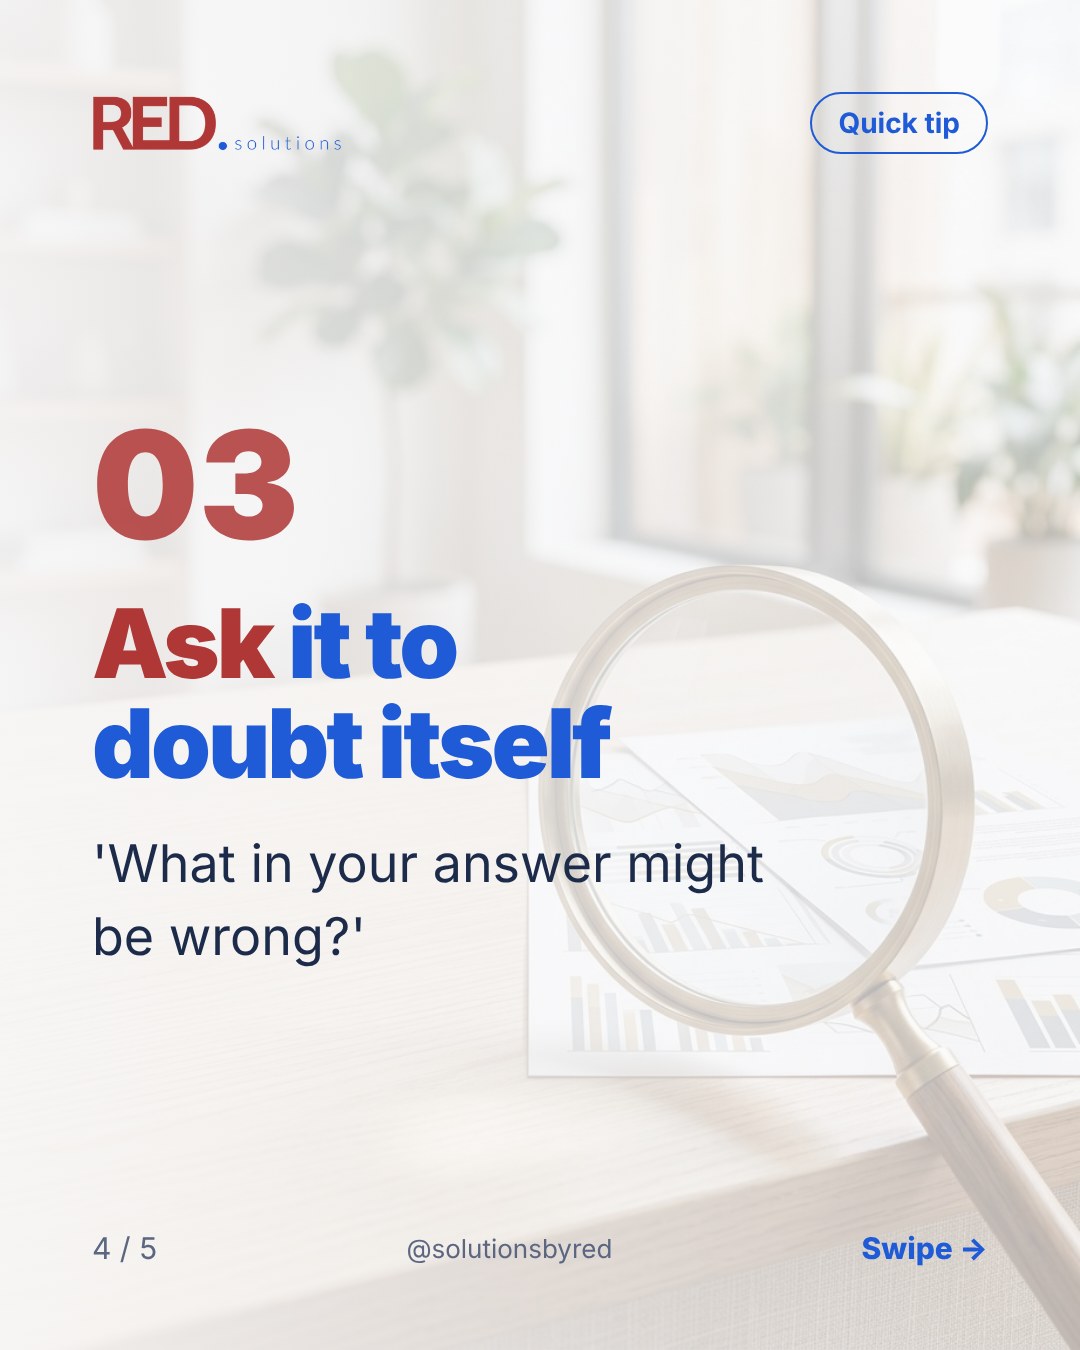 RED.solutions
Quick tip
03
Ask it to
doubt itself
'What in your answer might
be wrong?'
4 / 5
@solutionsbyred
Swipe →